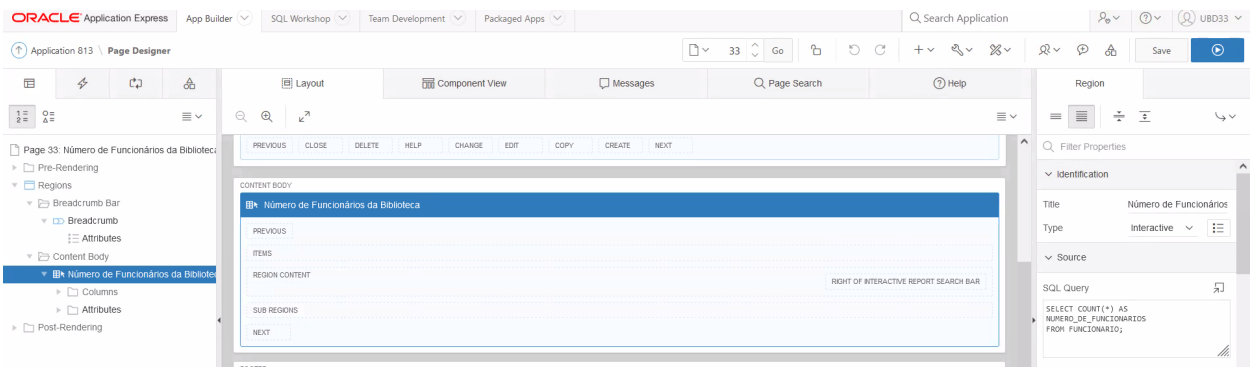 ORACLE Application Express App Builder SQL Workshop Team Development Packaged Apps Search Application UBD33
Application 813 \ Page Designer 33 Go Save
Layout Component View Messages Page Search Help Region
Page 33: Número de Funcionários da Biblioteca
Pre-Rendering
Regions
Breadcrumb Bar
Breadcrumb
Attributes
Content Body
Número de Funcionários da Bibliotec
Columns
Attributes
Post-Rendering
PREVIOUS CLOSE DELETE HELP CHANGE EDIT COPY CREATE NEXT
CONTENT BODY
Número de Funcionários da Biblioteca
PREVIOUS
ITEMS
REGION CONTENT
RIGHT OF INTERACTIVE REPORT SEARCH BAR
SUB REGIONS
NEXT
Filter Properties
Identification
Title Número de Funcionários
Type Interactive
Source
SQL Query
SELECT COUNT(*) AS
NUMERO_DE_FUNCIONARIOS
FROM FUNCIONARIO;